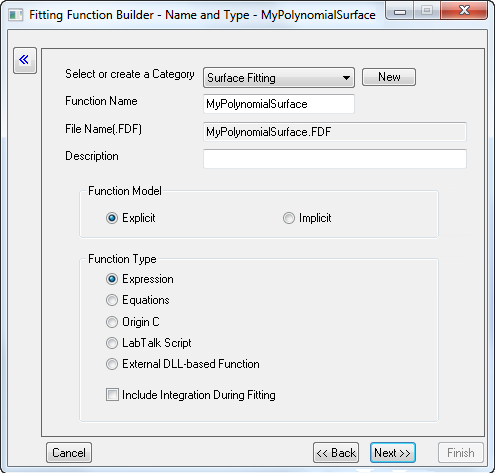 Fitting Function Builder - Name and Type - MyPolynomialSurface
Select or create a Category Surface Fitting New
Function Name MyPolynomialSurface
File Name(.FDF) MyPolynomialSurface.FDF
Description
Function Model
Explicit Implicit
Function Type
Expression
Equations
Origin C
LabTalk Script
External DLL-based Function
Include Integration During Fitting
Cancel << Back Next >> Finish